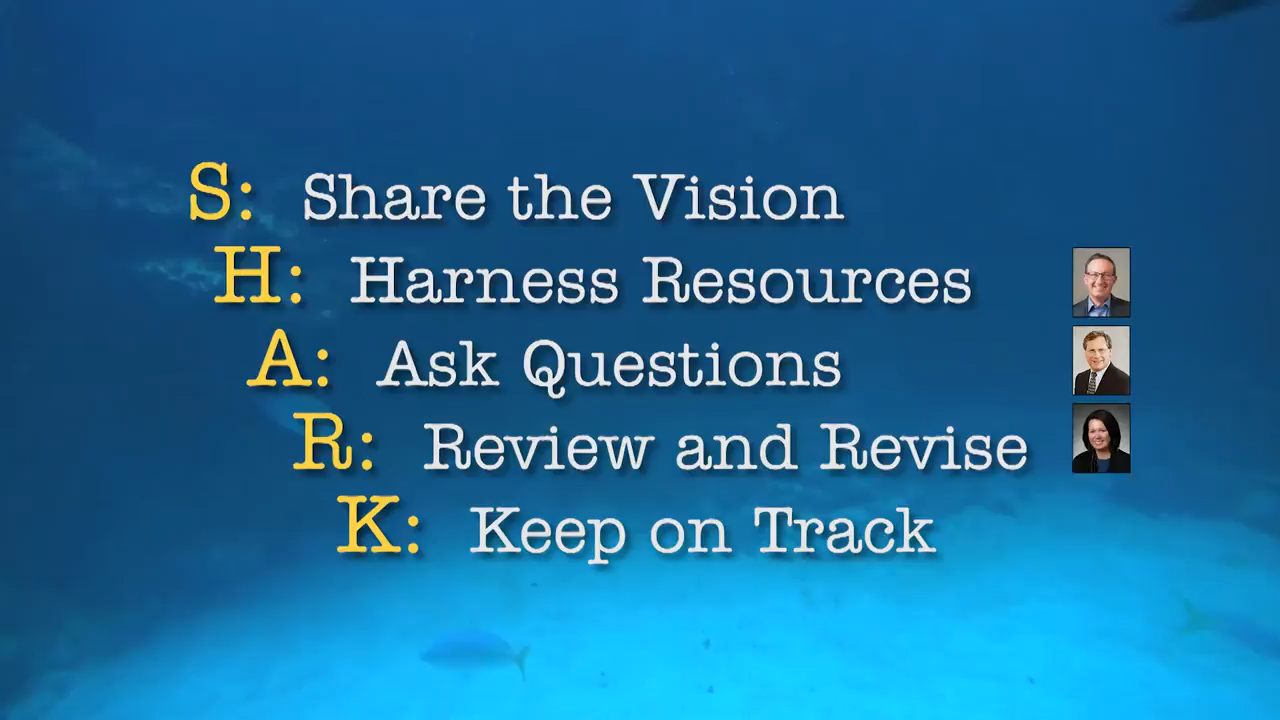 S: Share the Vision
H: Harness Resources
A: Ask Questions
R: Review and Revise
K: Keep on Track